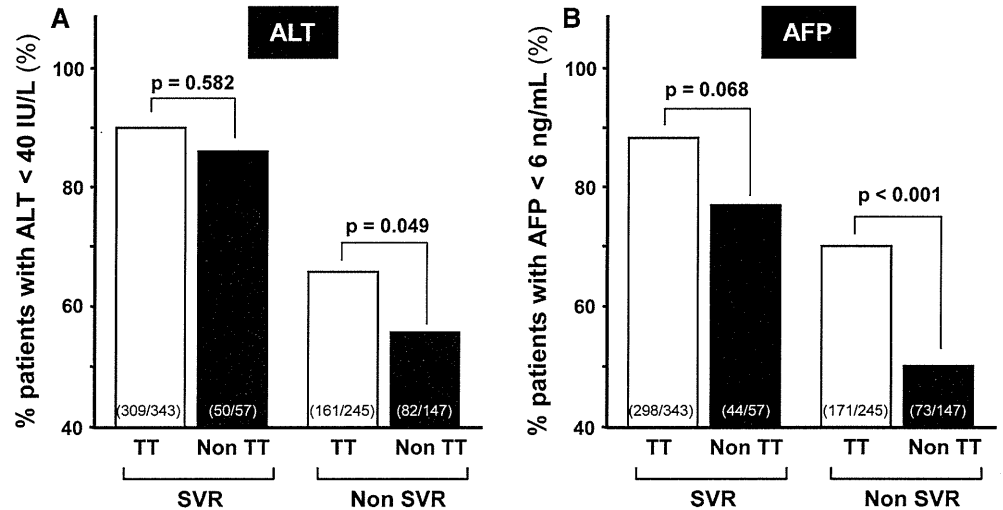 A
ALT
% patients with ALT < 40 IU/L (%)
100
80
60
40
p = 0.582
p = 0.049
(309/343) (50/57) (161/245) (82/147)
TT Non TT TT Non TT
SVR Non SVR
B
AFP
% patients with AFP < 6 ng/mL (%)
100
80
60
40
p = 0.068
p < 0.001
(298/343) (44/57) (171/245) (73/147)
TT Non TT TT Non TT
SVR Non SVR